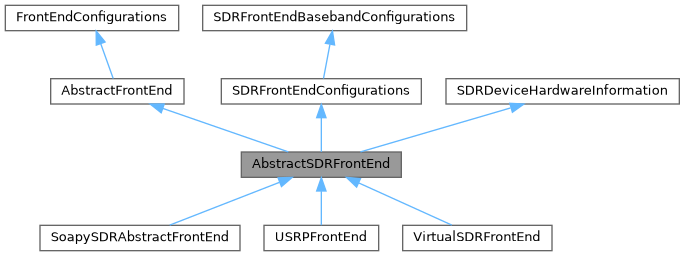 FrontEndConfigurations
SDRFrontEndBasebandConfigurations
AbstractFrontEnd
SDRFrontEndConfigurations
SDRDeviceHardwareInformation
AbstractSDRFrontEnd
SoapySDRAbstractFrontEnd
USRPFrontEnd
VirtualSDRFrontEnd